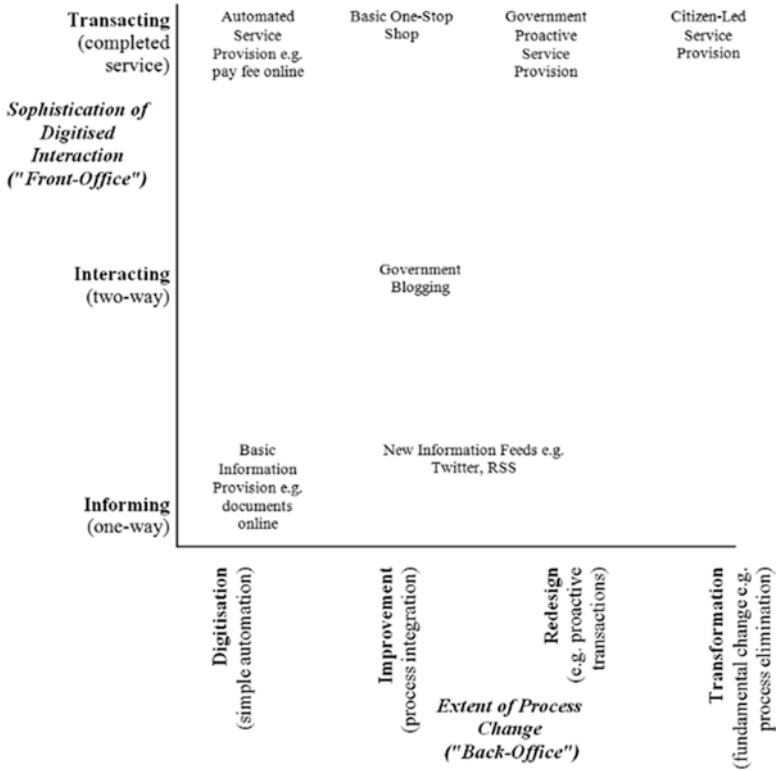 Transacting
(completed
service)
Automated
Service
Provision e.g.
pay fee online
Basic One-Stop
Shop
Government
Proactive
Service
Provision
Citizen-Led
Service
Provision
Sophistication of
Digitised
Interaction
("Front-Office")
Interacting
(two-way)
Government
Blogging
Informing
(one-way)
Basic
Information
Provision e.g.
documents
online
New Information Feeds e.g.
Twitter, RSS
Digitisation
(simple automation)
Improvement
(process integration)
Redesign
(e.g. proactive
transactions)
Transformation
(fundamental change e.g.
process elimination)
Extent of Process
Change
("Back-Office")